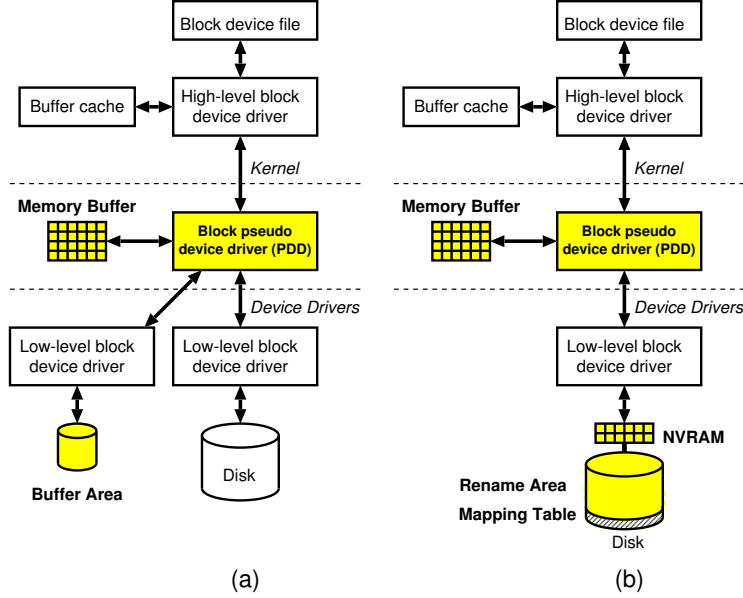 Block device file
High-level block
device driver
Buffer cache
Kernel
Memory Buffer
Block pseudo
device driver (PDD)
Device Drivers
Low-level block
device driver
Low-level block
device driver
Buffer Area
Disk
(a)
Block device file
High-level block
device driver
Buffer cache
Kernel
Memory Buffer
Block pseudo
device driver (PDD)
Device Drivers
Low-level block
device driver
NVRAM
Rename Area
Mapping Table
Disk
(b)